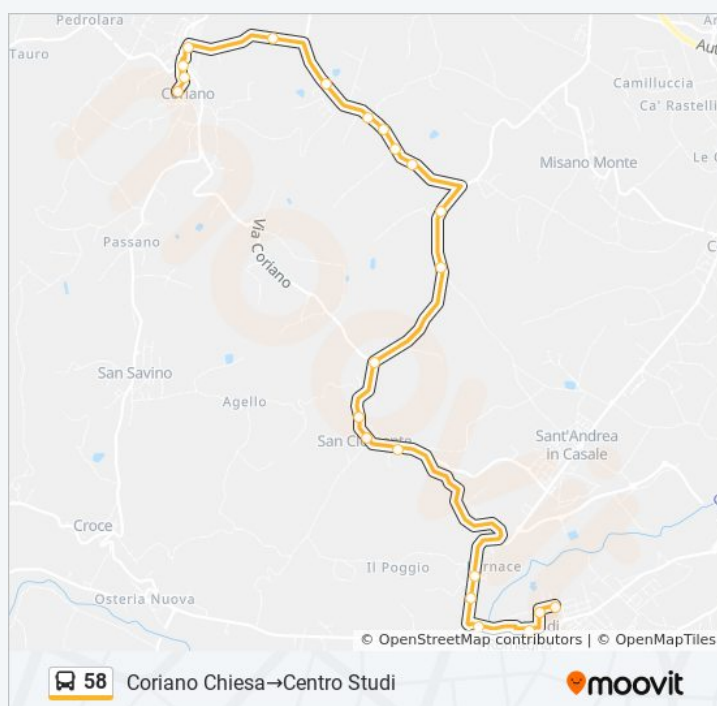 Pedrolara
Tauro
Camilluccia
Ca' Rastelli
Coriano
Misano Monte
Passano
Via Coriano
San Savino
Agello
San Clemente
Sant'Andrea
in Casale
Croce
Il Poggio
Fornace
Osteria Nuova
© OpenStreetMap contributors | © OpenMapTiles
58 Coriano Chiesa→Centro Studi
moovit